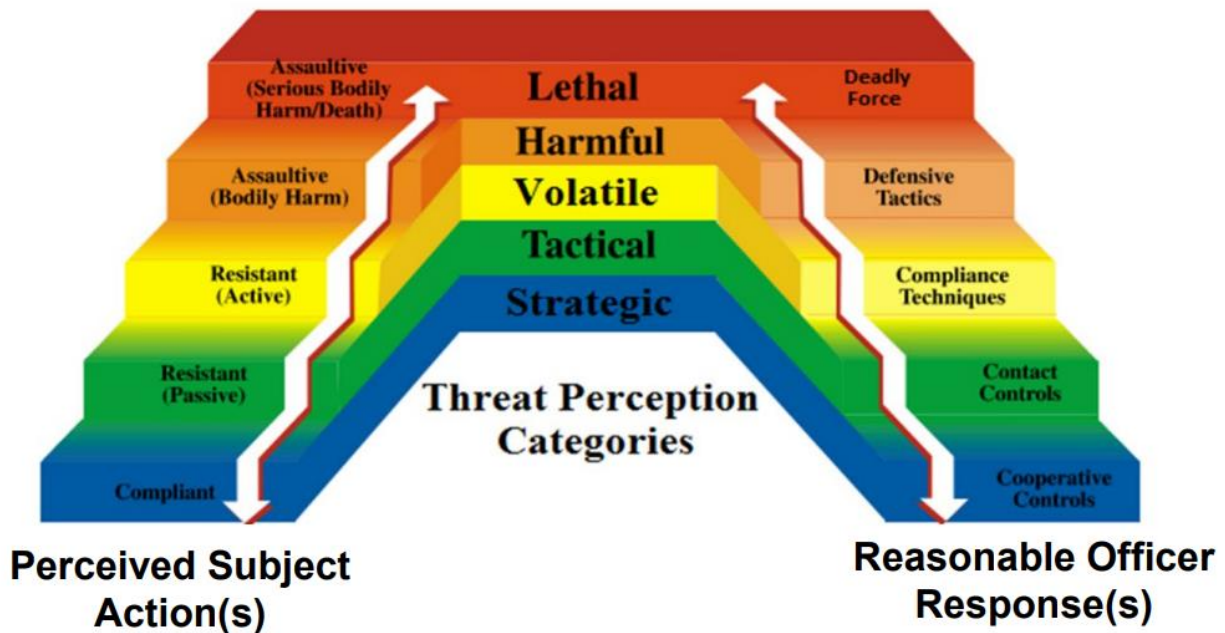 Assaultive
(Serious Bodily
Harm/Death)
Lethal
Deadly
Force
Harmful
Assaultive
(Bodily Harm)
Defensive
Tactics
Volatile
Tactical
Resistant
(Active)
Compliance
Techniques
Strategic
Resistant
(Passive)
Contact
Controls
Threat Perception
Categories
Compliant
Cooperative
Controls
Perceived Subject
Action(s)
Reasonable Officer
Response(s)